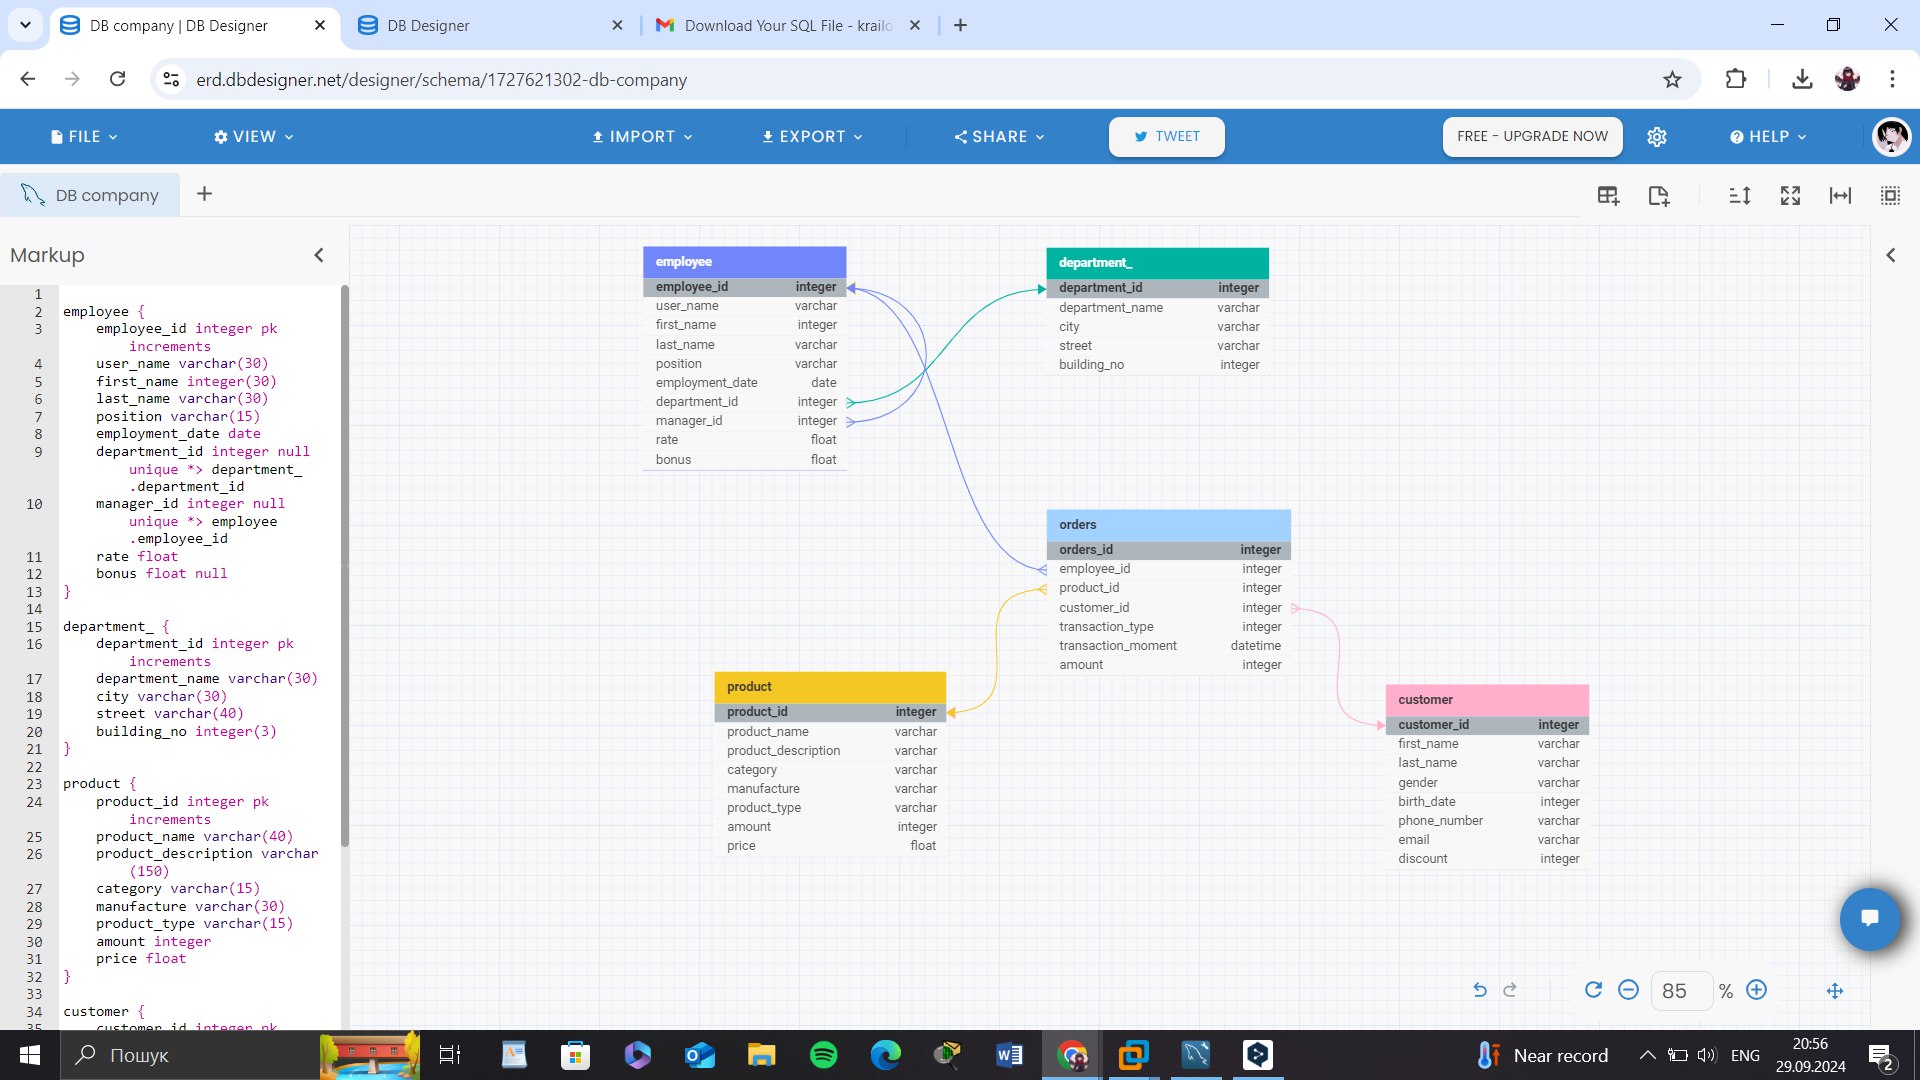 DB company | DB Designer
DB Designer
Download Your SQL File - krailo
erd.dbdesigner.net/designer/schema/1727621302-db-company
FILE
VIEW
IMPORT
EXPORT
SHARE
TWEET
FREE - UPGRADE NOW
HELP
DB company
Markup
1
2 employee {
3 employee_id integer pk
increments
4 user_name varchar(30)
5 first_name integer(30)
6 last_name varchar(30)
7 position varchar(15)
8 employment_date date
9 department_id integer null
unique *> department_
.department_id
10 manager_id integer null
unique *> employee
.employee_id
11 rate float
12 bonus float null
13 }
14
15 department_ {
16 department_id integer pk
increments
17 department_name varchar(30)
18 city varchar(30)
19 street varchar(40)
20 building_no integer(3)
21 }
22
23 product {
24 product_id integer pk
increments
25 product_name varchar(40)
26 product_description varchar
(150)
27 category varchar(15)
28 manufacture varchar(30)
29 product_type varchar(15)
30 amount integer
31 price float
32 }
33
34 customer {
35 customer_id integer pk
employee
employee_id integer
user_name varchar
first_name integer
last_name varchar
position varchar
employment_date date
department_id integer
manager_id integer
rate float
bonus float
department_
department_id integer
department_name varchar
city varchar
street varchar
building_no integer
orders
orders_id integer
employee_id integer
product_id integer
customer_id integer
transaction_type integer
transaction_moment datetime
amount integer
product
product_id integer
product_name varchar
product_description varchar
category varchar
manufacture varchar
product_type varchar
amount integer
price float
customer
customer_id integer
first_name varchar
last_name varchar
gender varchar
birth_date integer
phone_number varchar
email varchar
discount integer
85 %
Пошук
Near record
ENG
20:56
29.09.2024
2